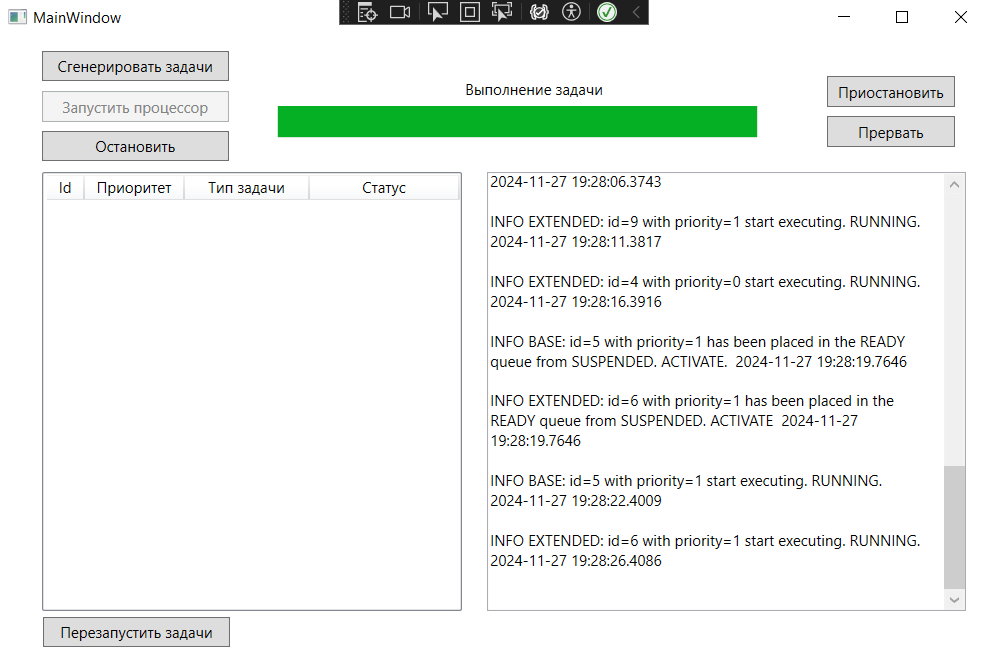 MainWindow
Сгенерировать задачи
Запустить процессор
Остановить
Выполнение задачи
Приостановить
Прервать
Id Приоритет Тип задачи Статус
2024-11-27 19:28:06.3743
INFO EXTENDED: id=9 with priority=1 start executing. RUNNING.
2024-11-27 19:28:11.3817
INFO EXTENDED: id=4 with priority=0 start executing. RUNNING.
2024-11-27 19:28:16.3916
INFO BASE: id=5 with priority=1 has been placed in the READY
queue from SUSPENDED. ACTIVATE.  2024-11-27 19:28:19.7646
INFO EXTENDED: id=6 with priority=1 has been placed in the
READY queue from SUSPENDED. ACTIVATE  2024-11-27
19:28:19.7646
INFO BASE: id=5 with priority=1 start executing. RUNNING.
2024-11-27 19:28:22.4009
INFO EXTENDED: id=6 with priority=1 start executing. RUNNING.
2024-11-27 19:28:26.4086
Перезапустить задачи